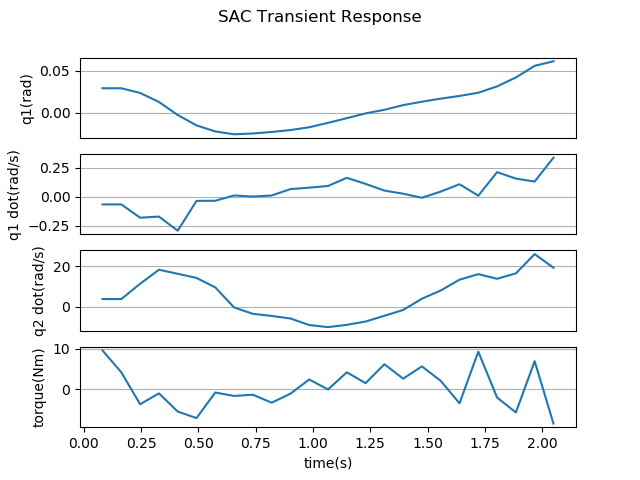 SAC Transient Response
q1(rad)
0.05
0.00
q1 dot(rad/s)
0.25
0.00
−0.25
q2 dot(rad/s)
20
0
torque(Nm)
10
0
0.00 0.25 0.50 0.75 1.00 1.25 1.50 1.75 2.00
time(s)